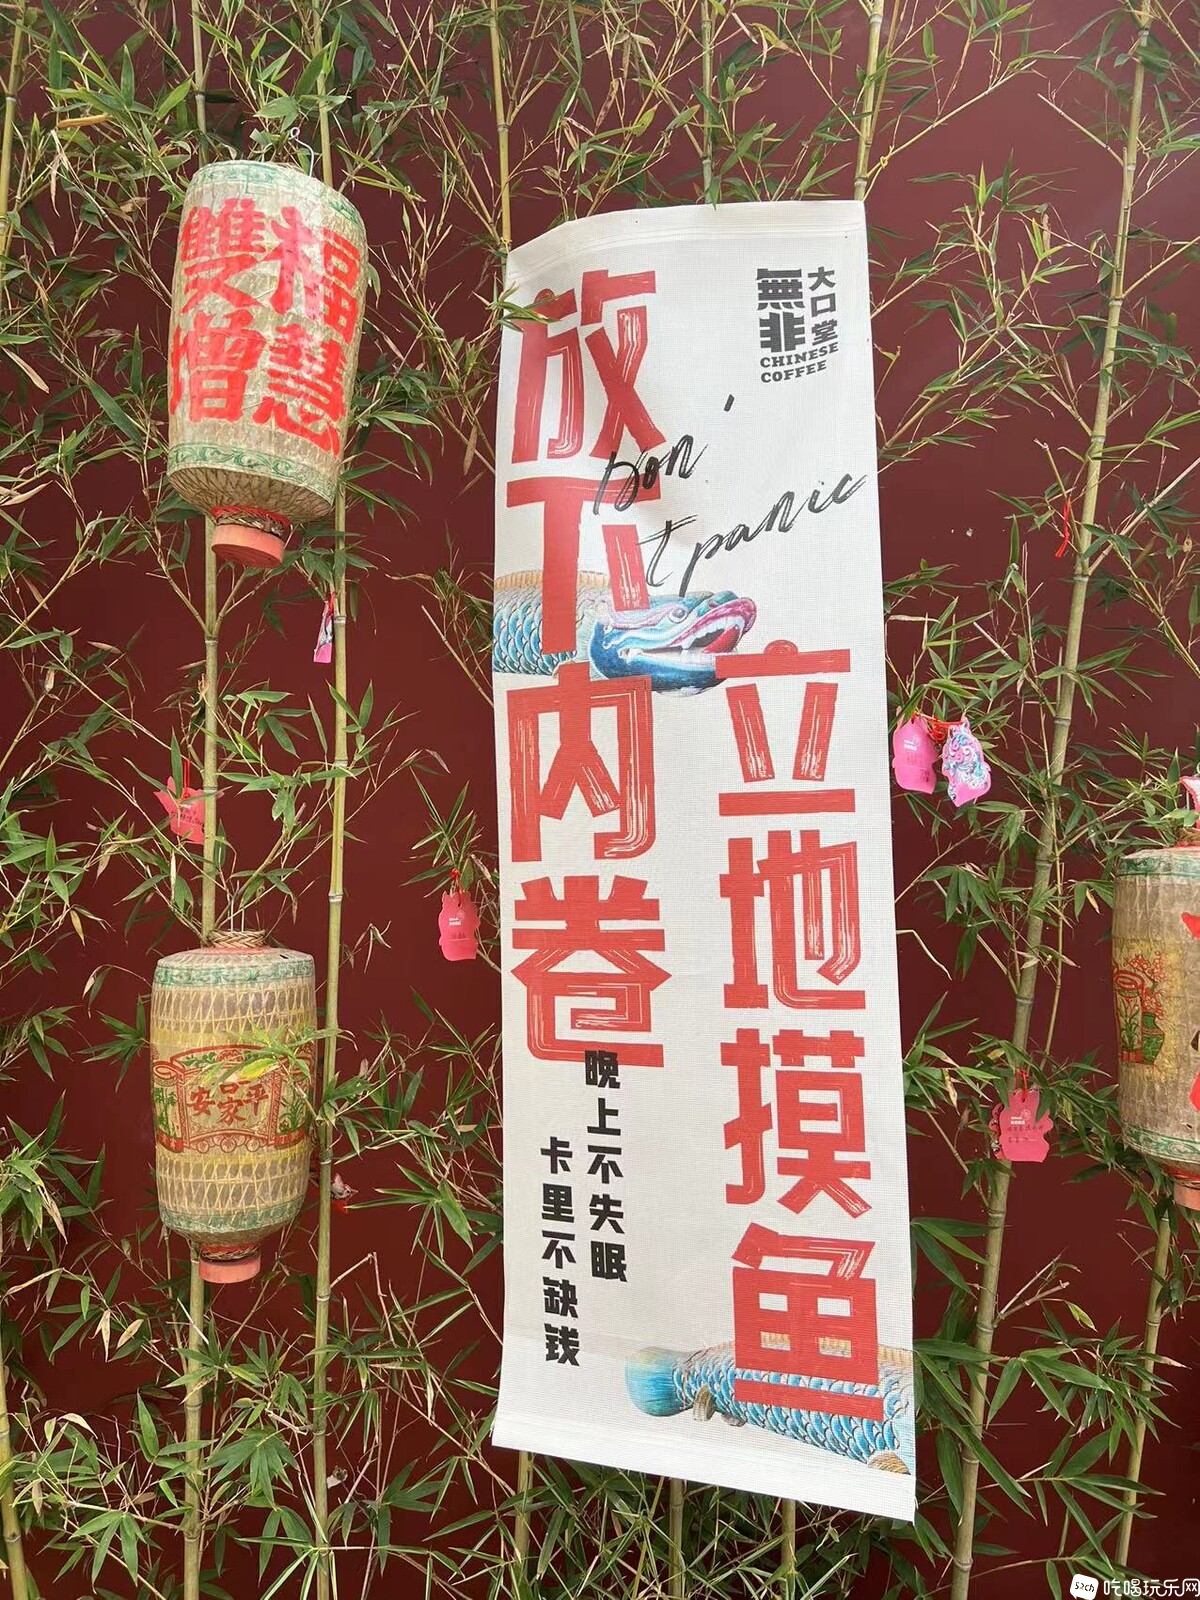 福慧
雙增
大口堂
無非
CHINESE
COFFEE
放下内卷
Don'
t panic
立地摸鱼
晚上不失眠
卡里不缺钱
平安
吃喝玩乐网